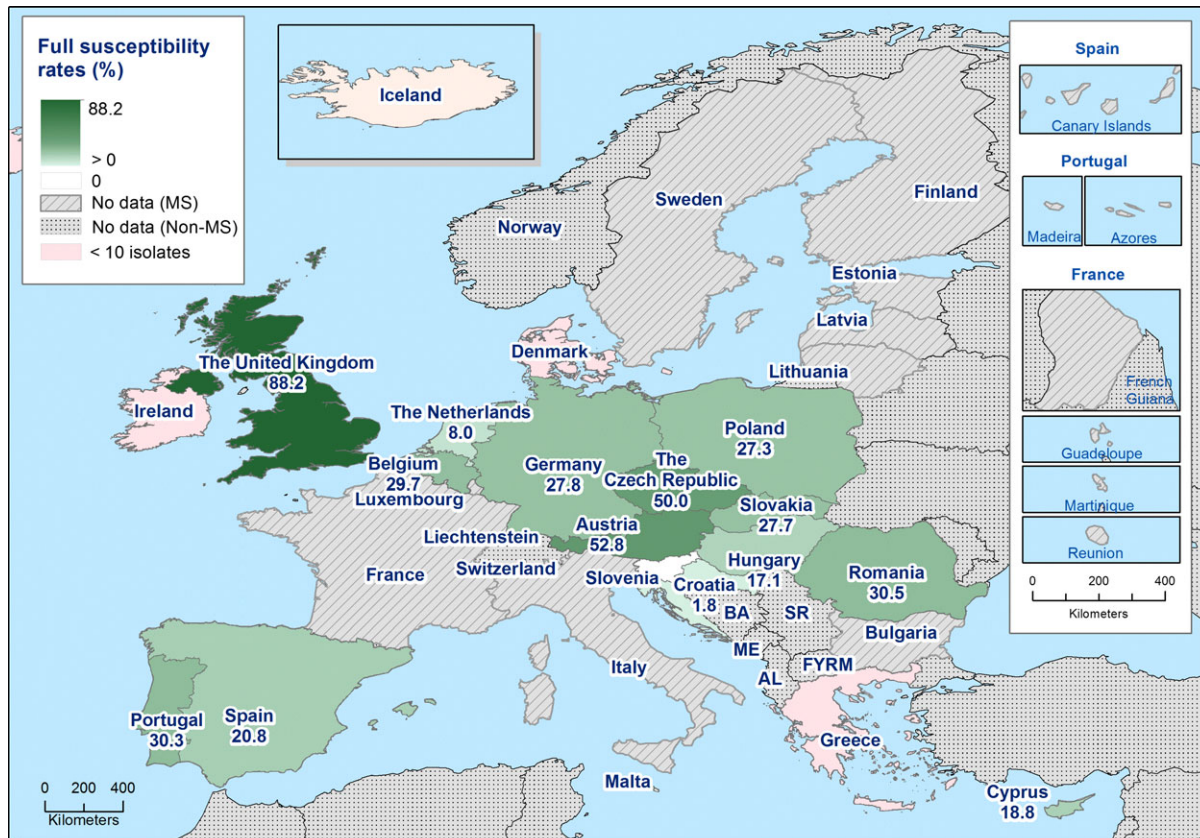 Full susceptibility
rates (%)
88.2
> 0
0
No data (MS)
No data (Non-MS)
< 10 isolates
Iceland
Spain
Canary Islands
Portugal
Madeira
Azores
France
French
Guiana
Guadeloupe
Martinique
Reunion
0 200 400
Kilometers
Norway
Sweden
Finland
Estonia
Latvia
Lithuania
Denmark
The United Kingdom
88.2
Ireland
The Netherlands
8.0
Belgium
29.7
Luxembourg
Germany
27.8
Poland
27.3
The
Czech Republic
50.0
Slovakia
27.7
Austria
52.8
Liechtenstein
Switzerland
France
Hungary
17.1
Slovenia
Croatia
1.8
Romania
30.5
BA
SR
Bulgaria
ME
FYRM
AL
Italy
Greece
Portugal
30.3
Spain
20.8
Malta
Cyprus
18.8
0 200 400
Kilometers